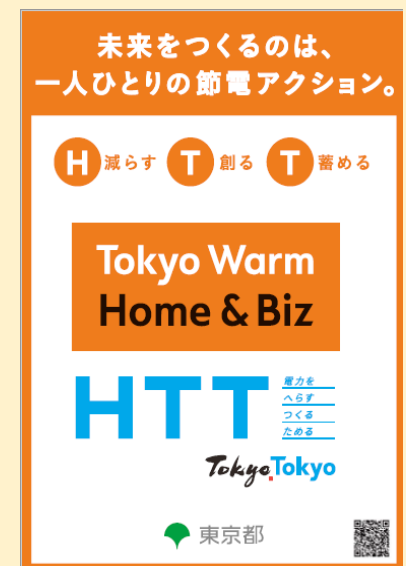 未来をつくるのは、
一人ひとりの節電アクション。
H 減らす T 創る T 蓄める
Tokyo Warm
Home & Biz
HTT
電力を
へらす
つくる
ためる
Tokyo Tokyo
東京都